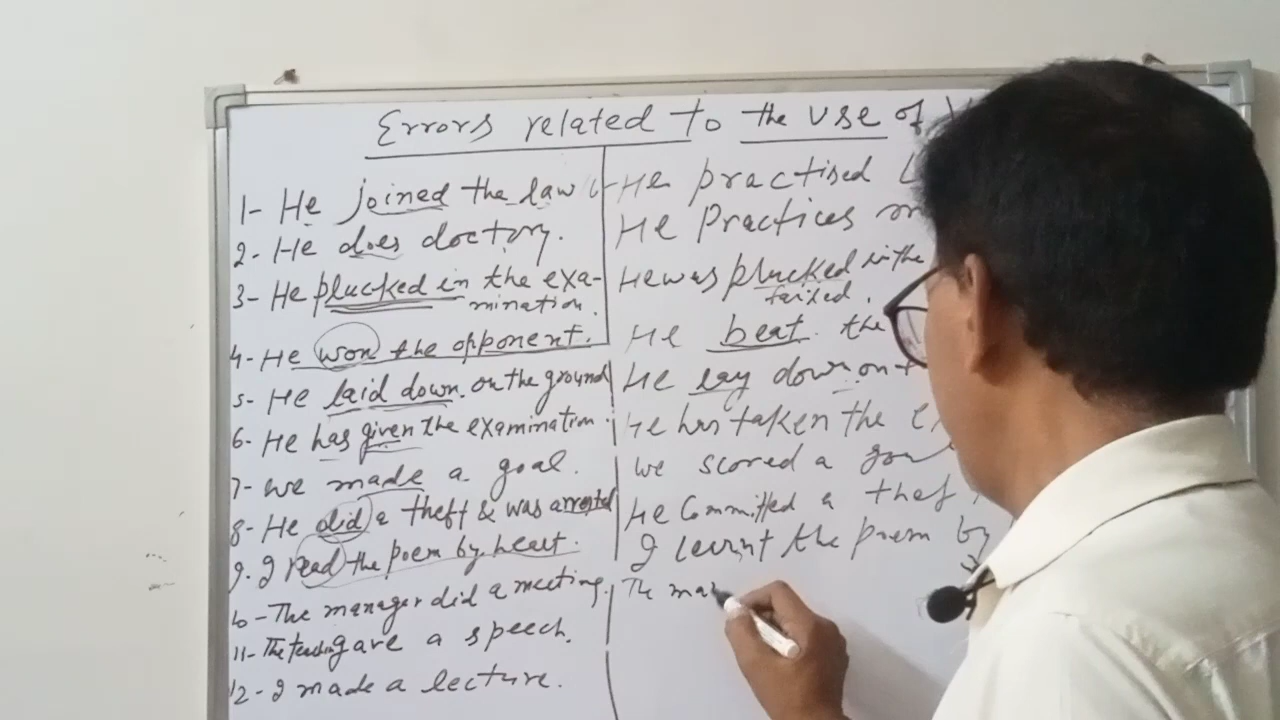 Errors related to the use of
1- He joined the law
2- He does doctory.
3- He plucked in the exa-
mination.
4- He won the opponent.
5- He laid down on the ground
6- He has given the examination.
7- we made a goal.
8- He did a theft & was arrested
9. I read the poem by heart.
10-The manager did a meeting.
11- The gave a speech.
12-I made a lecture.
He practised
He Practices
He was plucked in the
failed.
He beat the
He lay down on
He has taken the
we scored a goal
He Committed a thef
I learnt the poem by
The ma